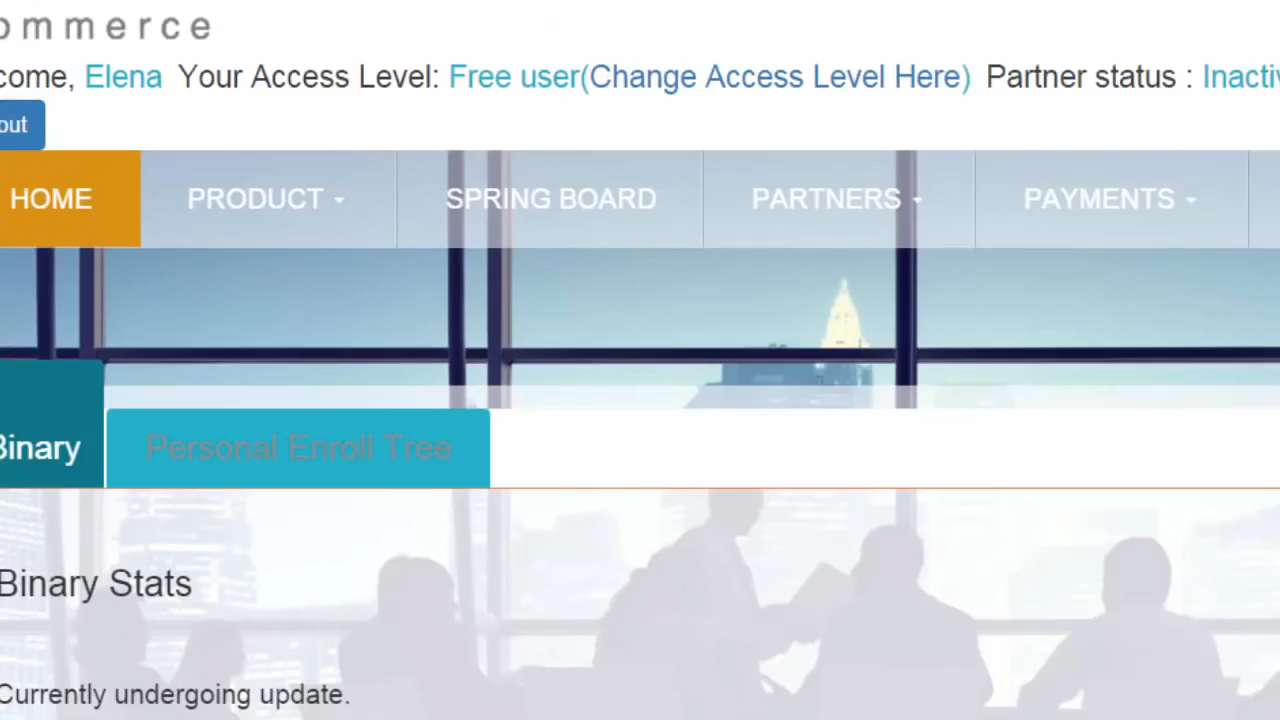 ommerce
come, Elena Your Access Level: Free user(Change Access Level Here) Partner status : Inactiv
out
HOME PRODUCT SPRING BOARD PARTNERS PAYMENTS
Binary Personal Enroll Tree
Binary Stats
Currently undergoing update.